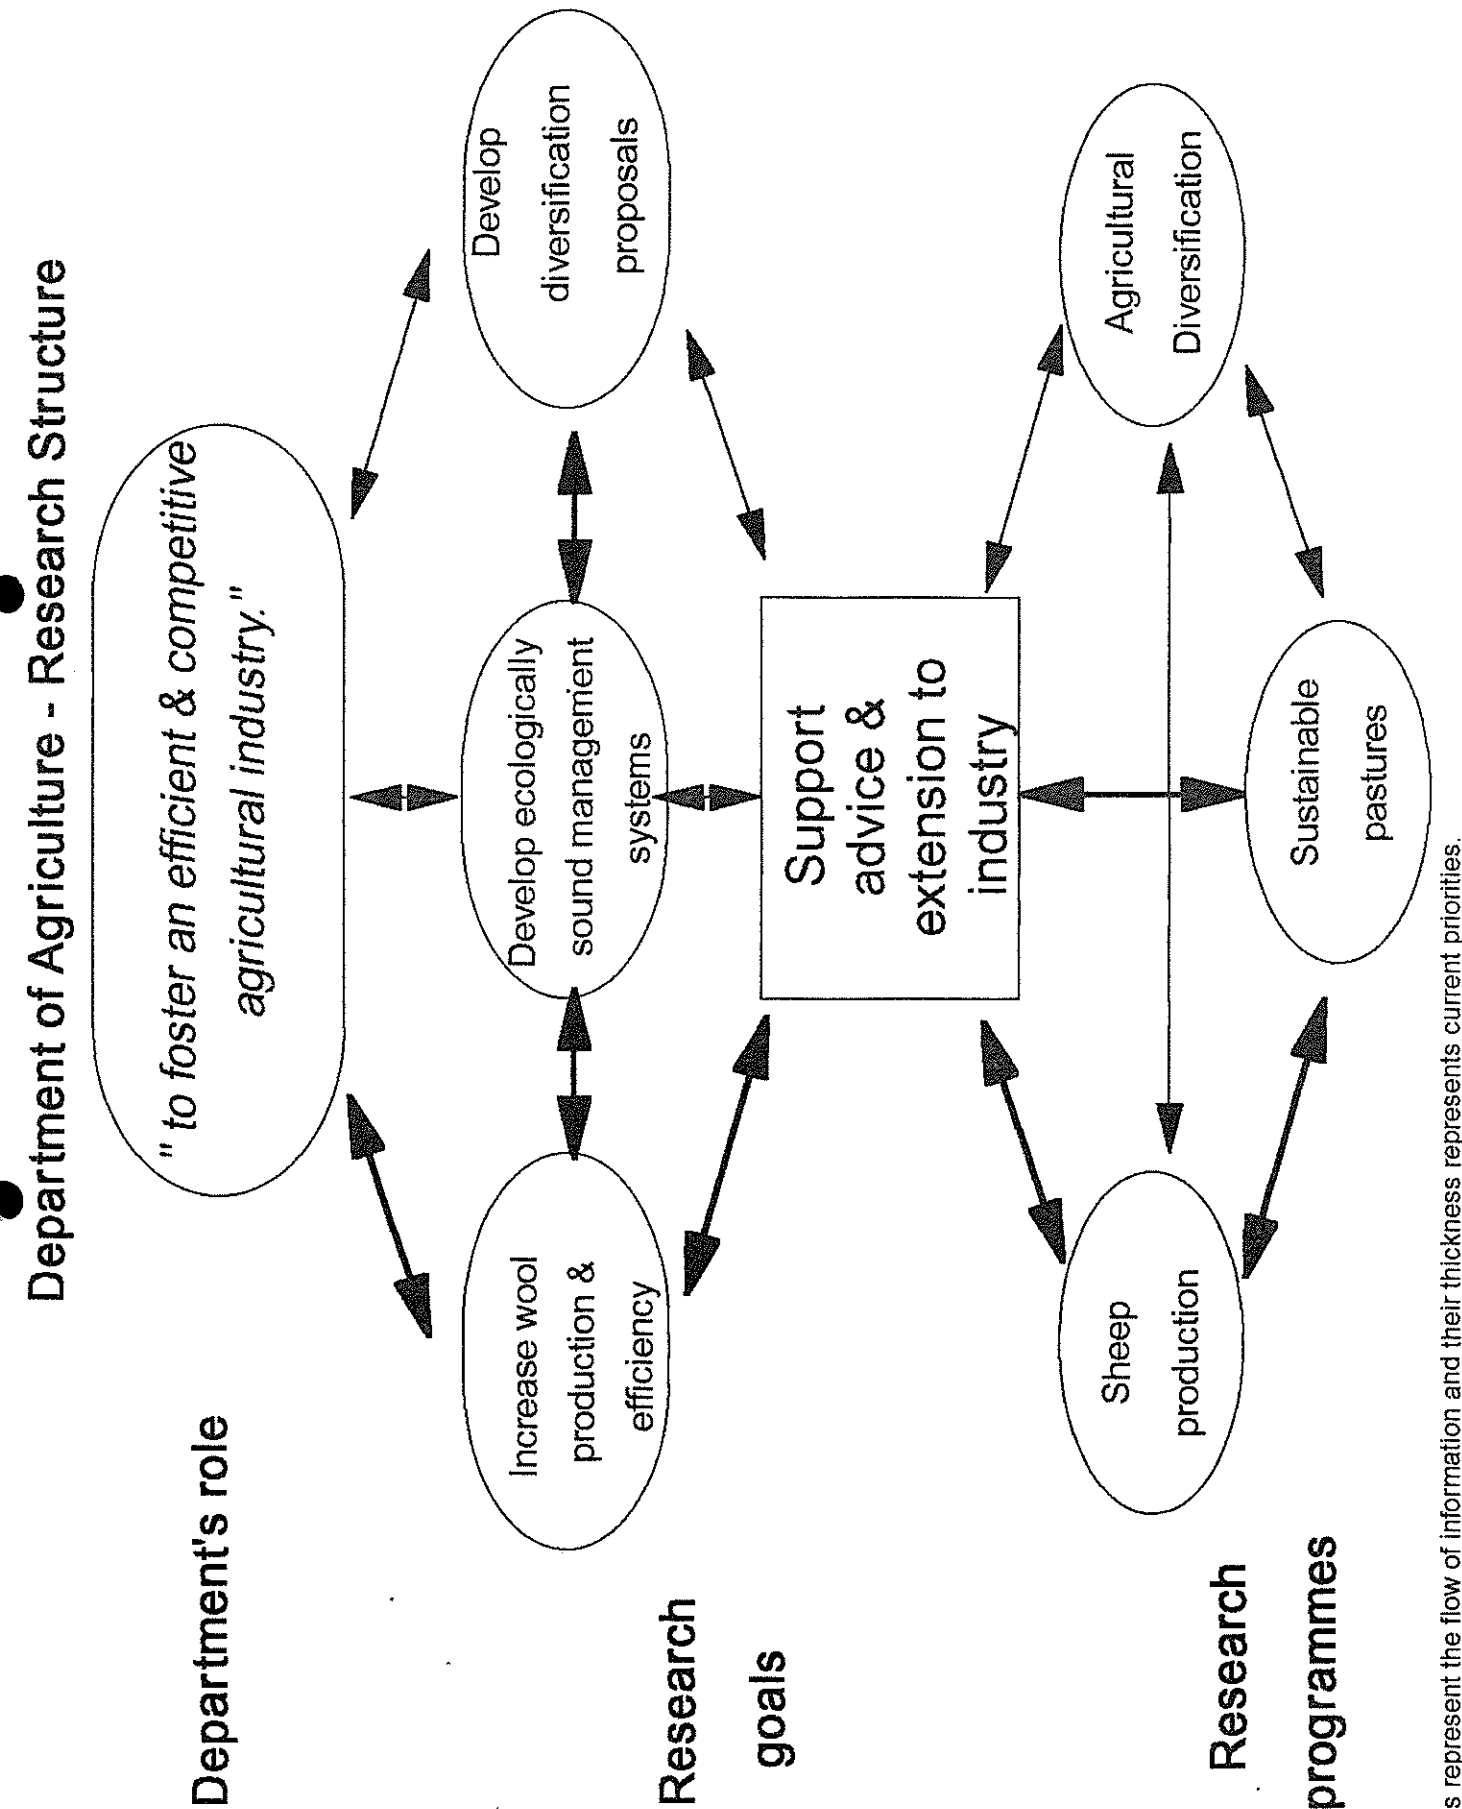 Department of Agriculture - Research Structure
Department's role
" to foster an efficient & competitive
agricultural industry."
Research
goals
Increase wool
production &
efficiency
Develop ecologically
sound management
systems
Develop
diversification
proposals
Support
advice &
extension to
industry
Research
programmes
Sheep
production
Sustainable
pastures
Agricultural
Diversification
s represent the flow of information and their thickness represents current priorities.